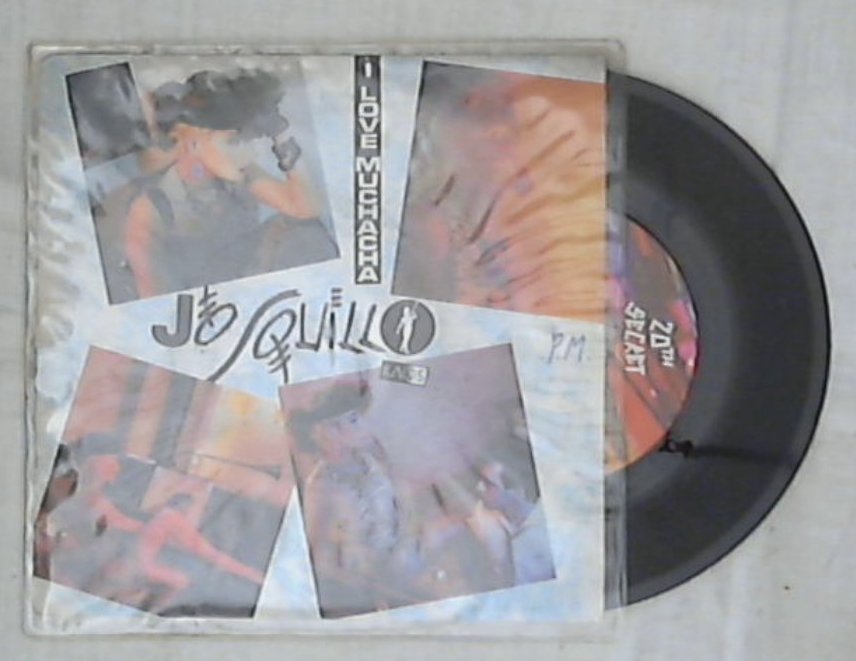 I LOVE MUCHACHA
Jo SQUILLO
P.M.
20TH
SECRET